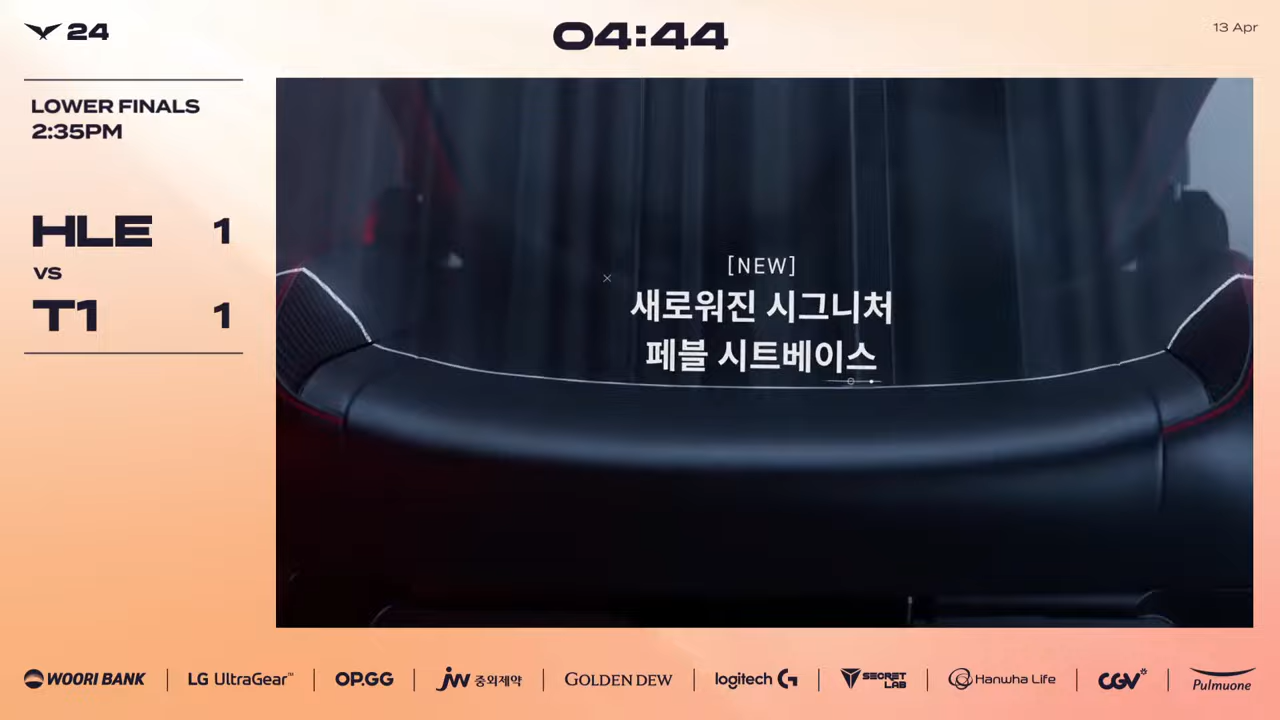 24
04:44
13 Apr
LOWER FINALS
2:35PM
HLE 1
VS
T1 1
[NEW]
새로워진 시그니처
페블 시트베이스
WOORI BANK
LG UltraGear™
OP.GG
jw 중외제약
GOLDEN DEW
logitech G
SECRET
LAB
Hanwha Life
CGV
Pulmuone